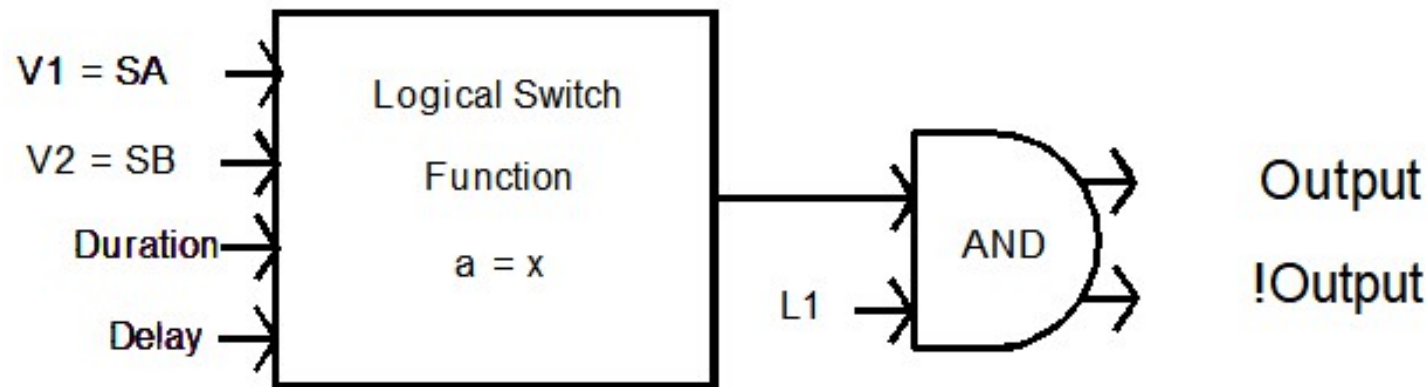 V1 = SA
V2 = SB
Duration
Delay
Logical Switch
Function
a = x
L1
AND
Output
!Output